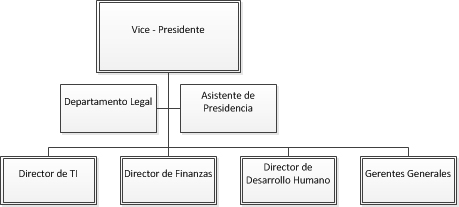 Vice - Presidente
Departamento Legal
Asistente de
Presidencia
Director de TI
Director de Finanzas
Director de
Desarrollo Humano
Gerentes Generales